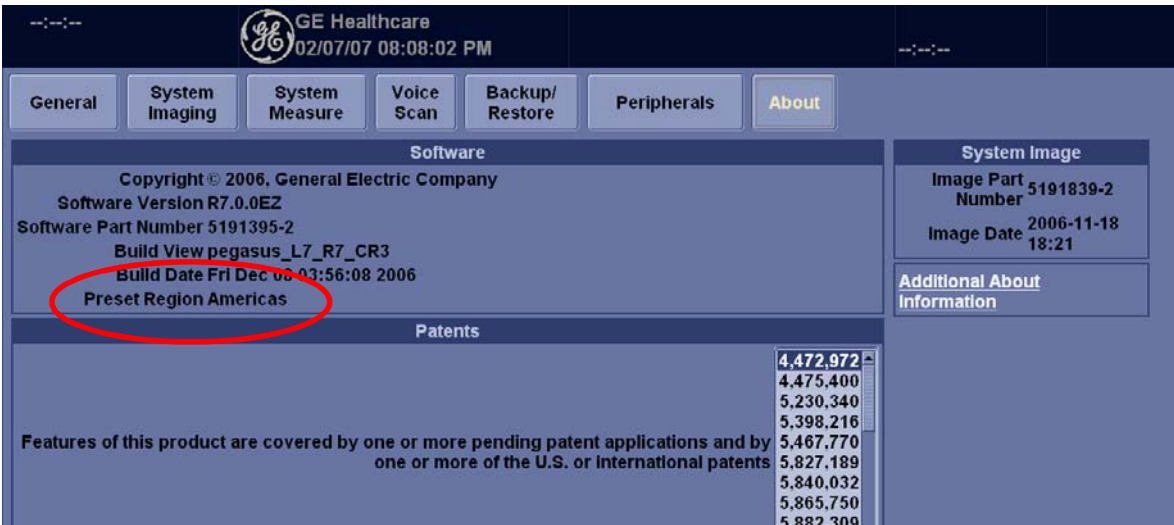 --:--:--
GE Healthcare
02/07/07 08:08:02 PM
--:--:--
General
System
Imaging
System
Measure
Voice
Scan
Backup/
Restore
Peripherals
About
Software
Copyright © 2006, General Electric Company
Software Version R7.0.0EZ
Software Part Number 5191395-2
Build View pegasus_L7_R7_CR3
Build Date Fri Dec 08 03:56:08 2006
Preset Region Americas
System Image
Image Part
Number 5191839-2
Image Date 2006-11-18
18:21
Additional About
Information
Patents
Features of this product are covered by one or more pending patent applications and by
one or more of the U.S. or International patents
4,472,972
4,475,400
5,230,340
5,398,216
5,467,770
5,827,189
5,840,032
5,865,750
5,882,309